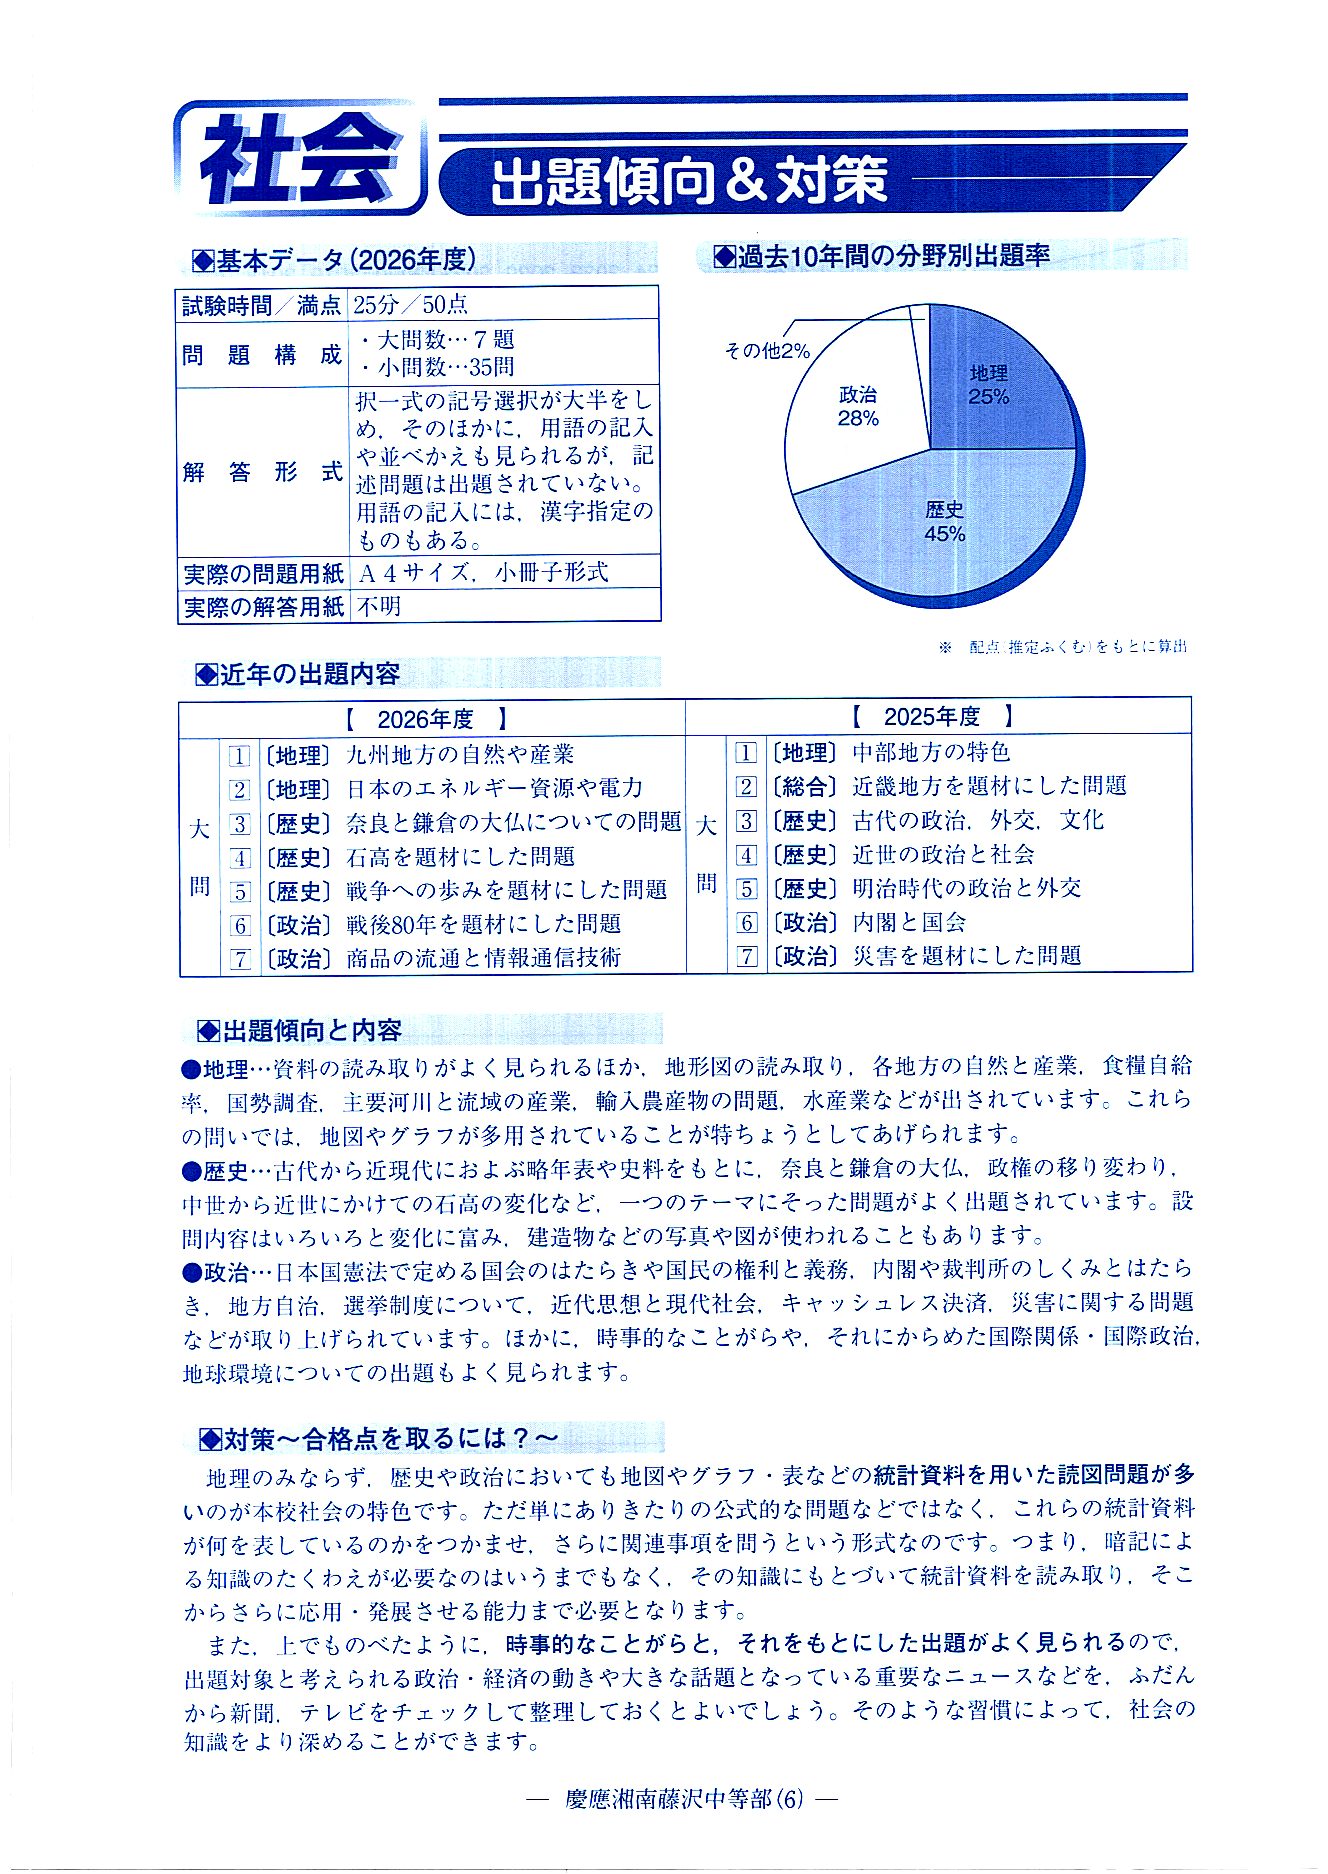 社会
出題傾向&対策
◆基本データ(2026年度)
試験時間/満点 25分/50点
問題構成 ・大問数…7題
・小問数…35問
解答形式 択一式の記号選択が大半をし
め，そのほかに，用語の記入
や並べかえも見られるが，記
述問題は出題されていない。
用語の記入には，漢字指定の
ものもある。
実際の問題用紙 A4サイズ，小冊子形式
実際の解答用紙 不明
◆過去10年間の分野別出題率
その他2%
地理
25%
政治
28%
歴史
45%
※ 配点(推定ふくむ)をもとに算出
◆近年の出題内容
【 2026年度 】
大問
1 〔地理〕九州地方の自然や産業
2 〔地理〕日本のエネルギー資源や電力
3 〔歴史〕奈良と鎌倉の大仏についての問題
4 〔歴史〕石高を題材にした問題
5 〔歴史〕戦争への歩みを題材にした問題
6 〔政治〕戦後80年を題材にした問題
7 〔政治〕商品の流通と情報通信技術
【 2025年度 】
大問
1 〔地理〕中部地方の特色
2 〔総合〕近畿地方を題材にした問題
3 〔歴史〕古代の政治，外交，文化
4 〔歴史〕近世の政治と社会
5 〔歴史〕明治時代の政治と外交
6 〔政治〕内閣と国会
7 〔政治〕災害を題材にした問題
◆出題傾向と内容
●地理…資料の読み取りがよく見られるほか，地形図の読み取り，各地方の自然と産業，食糧自給
率，国勢調査，主要河川と流域の産業，輸入農産物の問題，水産業などが出されています。これら
の問いでは，地図やグラフが多用されていることが特ちょうとしてあげられます。
●歴史…古代から近現代におよぶ略年表や史料をもとに，奈良と鎌倉の大仏，政権の移り変わり，
中世から近世にかけての石高の変化など，一つのテーマにそった問題がよく出題されています。設
問内容はいろいろと変化に富み，建造物などの写真や図が使われることもあります。
●政治…日本国憲法で定める国会のはたらきや国民の権利と義務，内閣や裁判所のしくみとはたら
き，地方自治，選挙制度について，近代思想と現代社会，キャッシュレス決済，災害に関する問題
などが取り上げられています。ほかに，時事的なことがらや，それにからめた国際関係・国際政治，
地球環境についての出題もよく見られます。
◆対策〜合格点を取るには？〜
地理のみならず，歴史や政治においても地図やグラフ・表などの統計資料を用いた読図問題が多
いのが本校社会の特色です。ただ単にありきたりの公式的な問題などではなく，これらの統計資料
が何を表しているのかをつかませ，さらに関連事項を問うという形式なのです。つまり，暗記によ
る知識のたくわえが必要なのはいうまでもなく，その知識にもとづいて統計資料を読み取り，そこ
からさらに応用・発展させる能力まで必要となります。
また，上でものべたように，時事的なことがらと，それをもとにした出題がよく見られるので，
出題対象と考えられる政治・経済の動きや大きな話題となっている重要なニュースなどを，ふだん
から新聞，テレビをチェックして整理しておくとよいでしょう。そのような習慣によって，社会の
知識をより深めることができます。
— 慶應湘南藤沢中等部(6) —